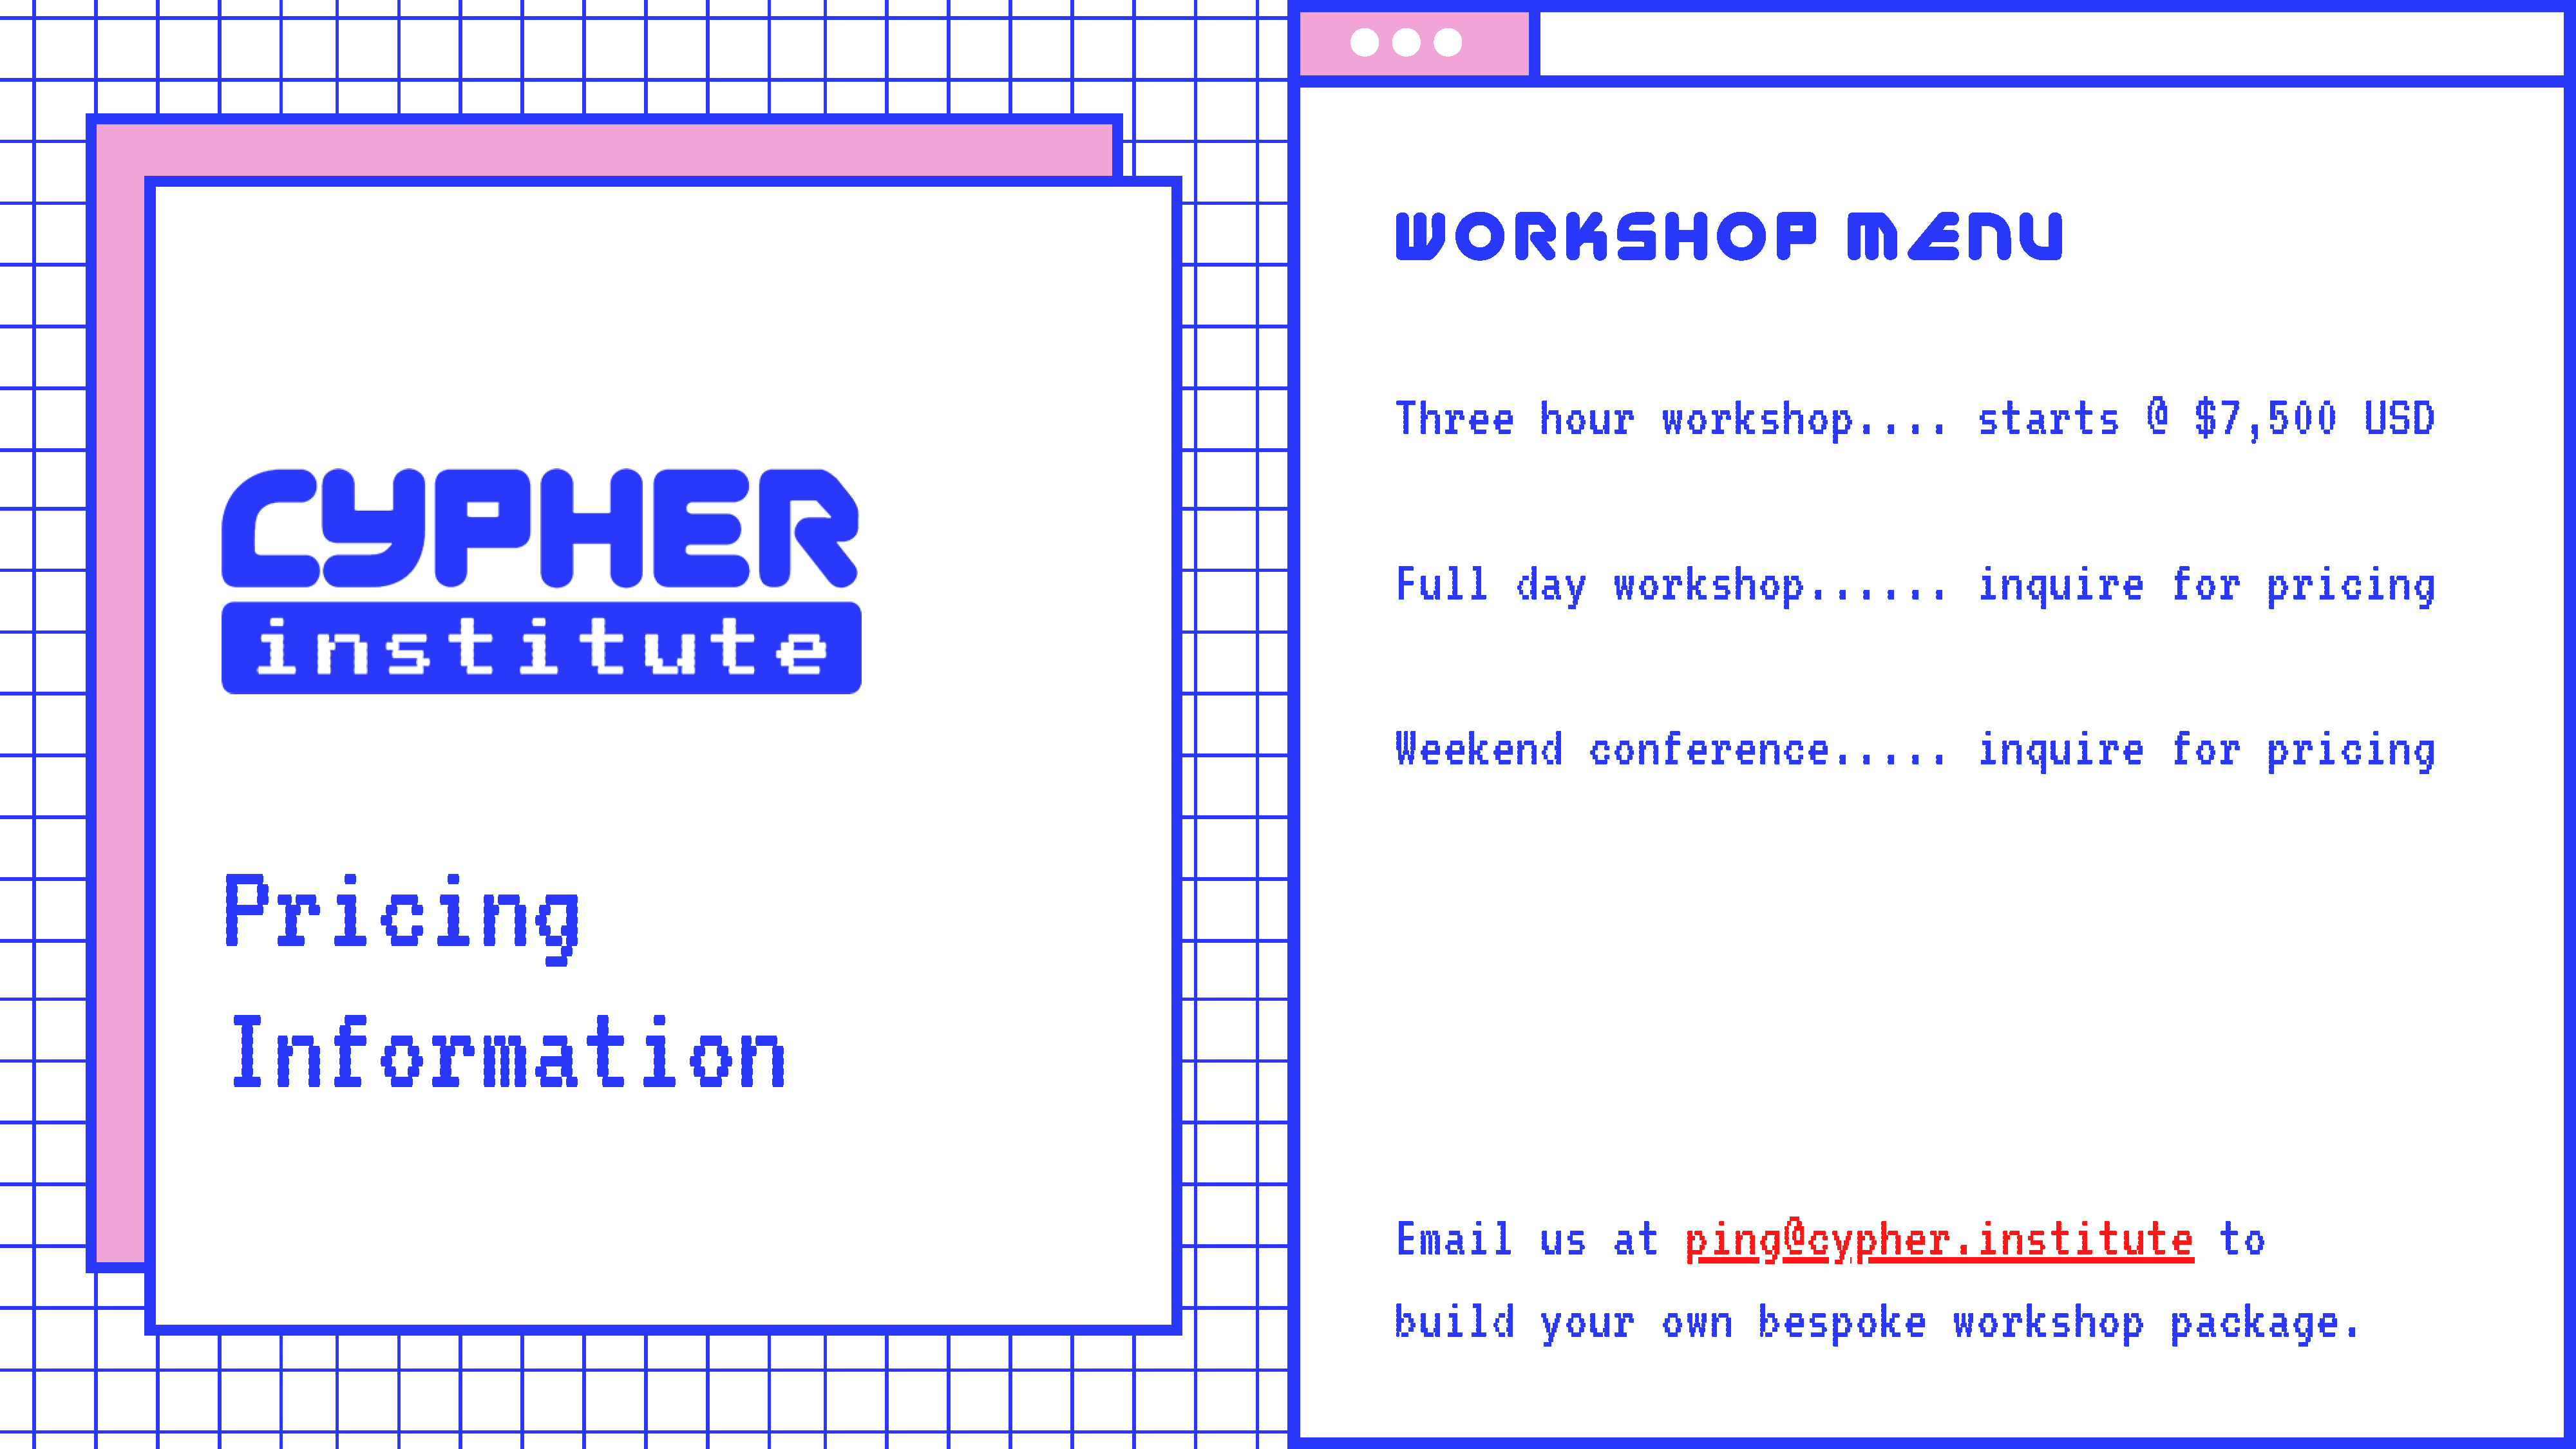 CYPHER
institute
Pricing
Information
WORKSHOP MENU
Three hour workshop.... starts @ $7,500 USD
Full day workshop...... inquire for pricing
Weekend conference..... inquire for pricing
Email us at ping@cypher.institute to
build your own bespoke workshop package.